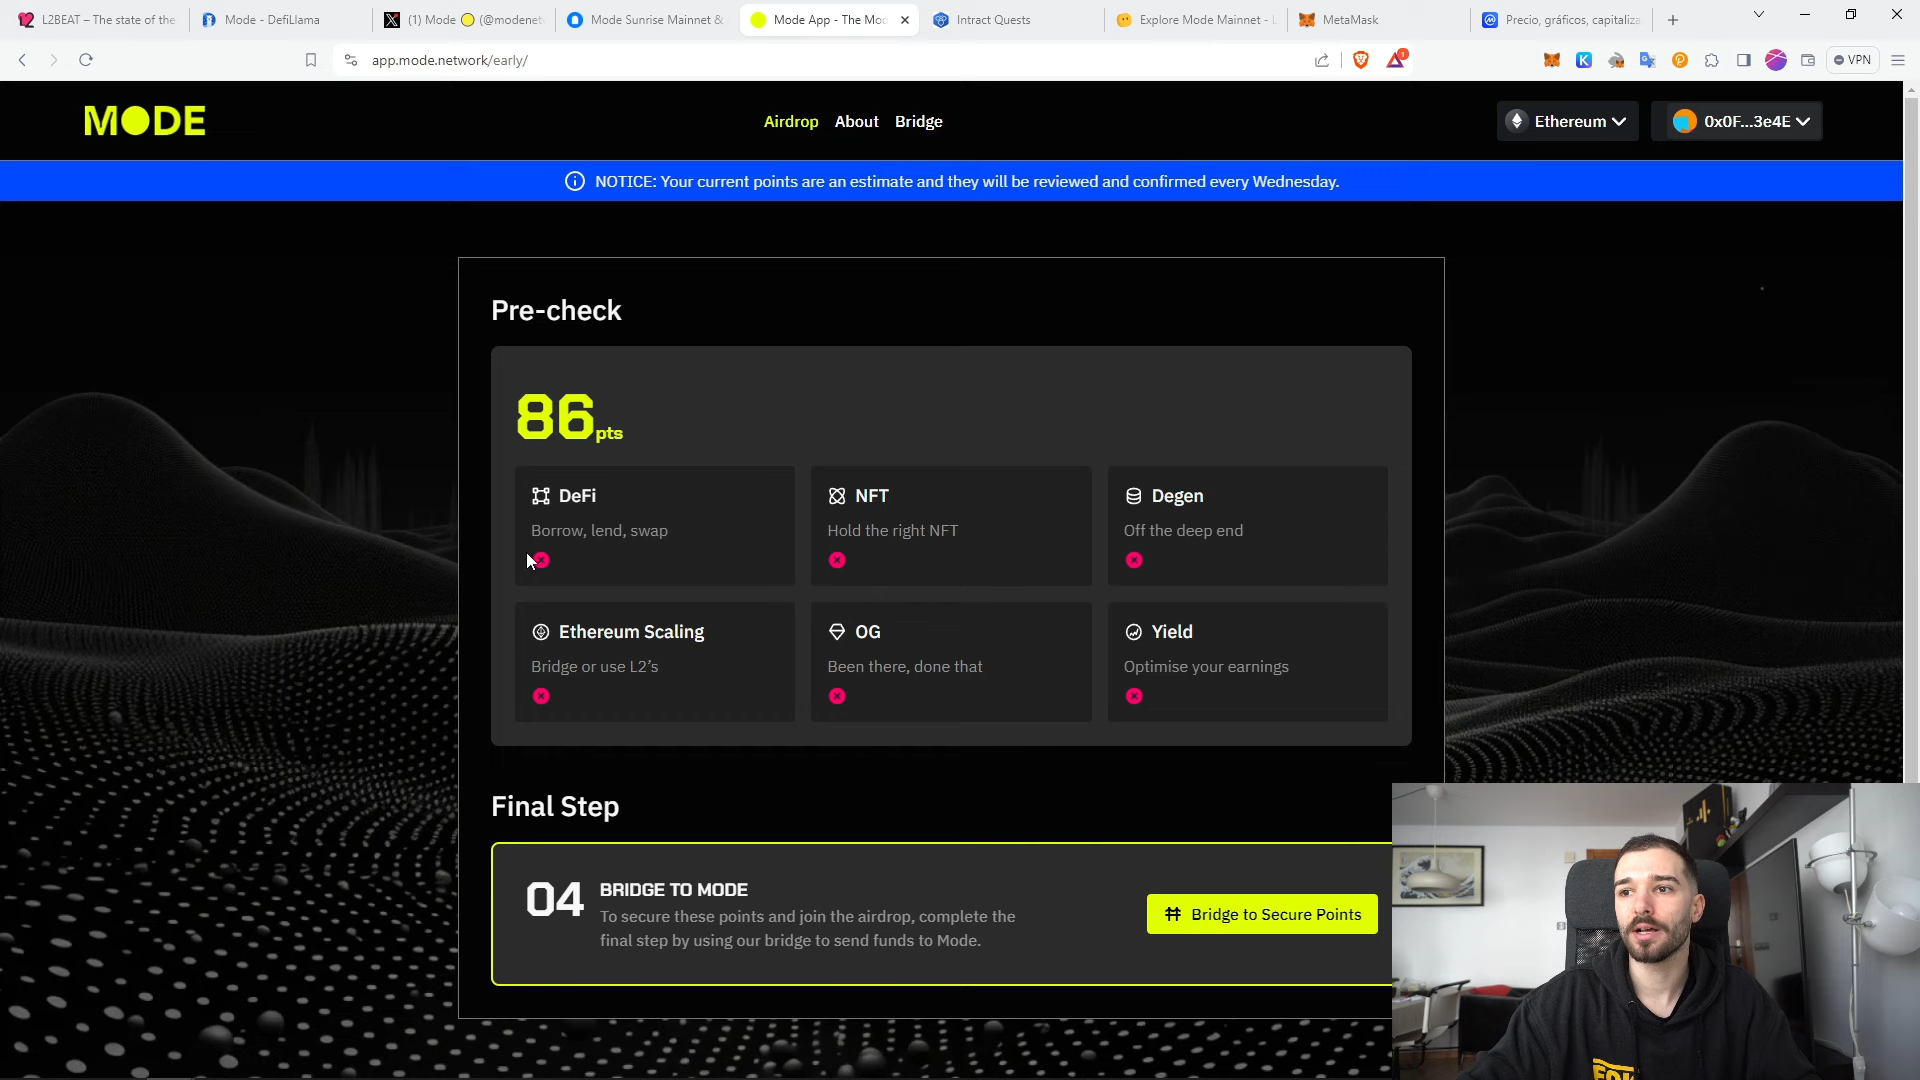 L2BEAT – The state of the
Mode - DefiLlama
(1) Mode
(@modenet
Mode Sunrise Mainnet &
Mode App - The Mod
Intract Quests
Explore Mode Mainnet - L
MetaMask
Precio, gráficos, capitaliza
app.mode.network/early/
1
VPN
MODE
Airdrop
About
Bridge
Ethereum
0x0F...3e4E
NOTICE: Your current points are an estimate and they will be reviewed and confirmed every Wednesday.
Pre-check
86pts
DeFi
Borrow, lend, swap
NFT
Hold the right NFT
Degen
Off the deep end
Ethereum Scaling
Bridge or use L2's
OG
Been there, done that
Yield
Optimise your earnings
Final Step
04
BRIDGE TO MODE
To secure these points and join the airdrop, complete the
final step by using our bridge to send funds to Mode.
Bridge to Secure Points